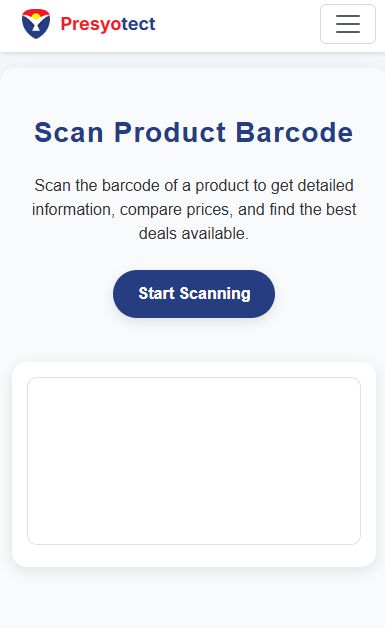 Presyotect
Scan Product Barcode
Scan the barcode of a product to get detailed
information, compare prices, and find the best
deals available.
Start Scanning